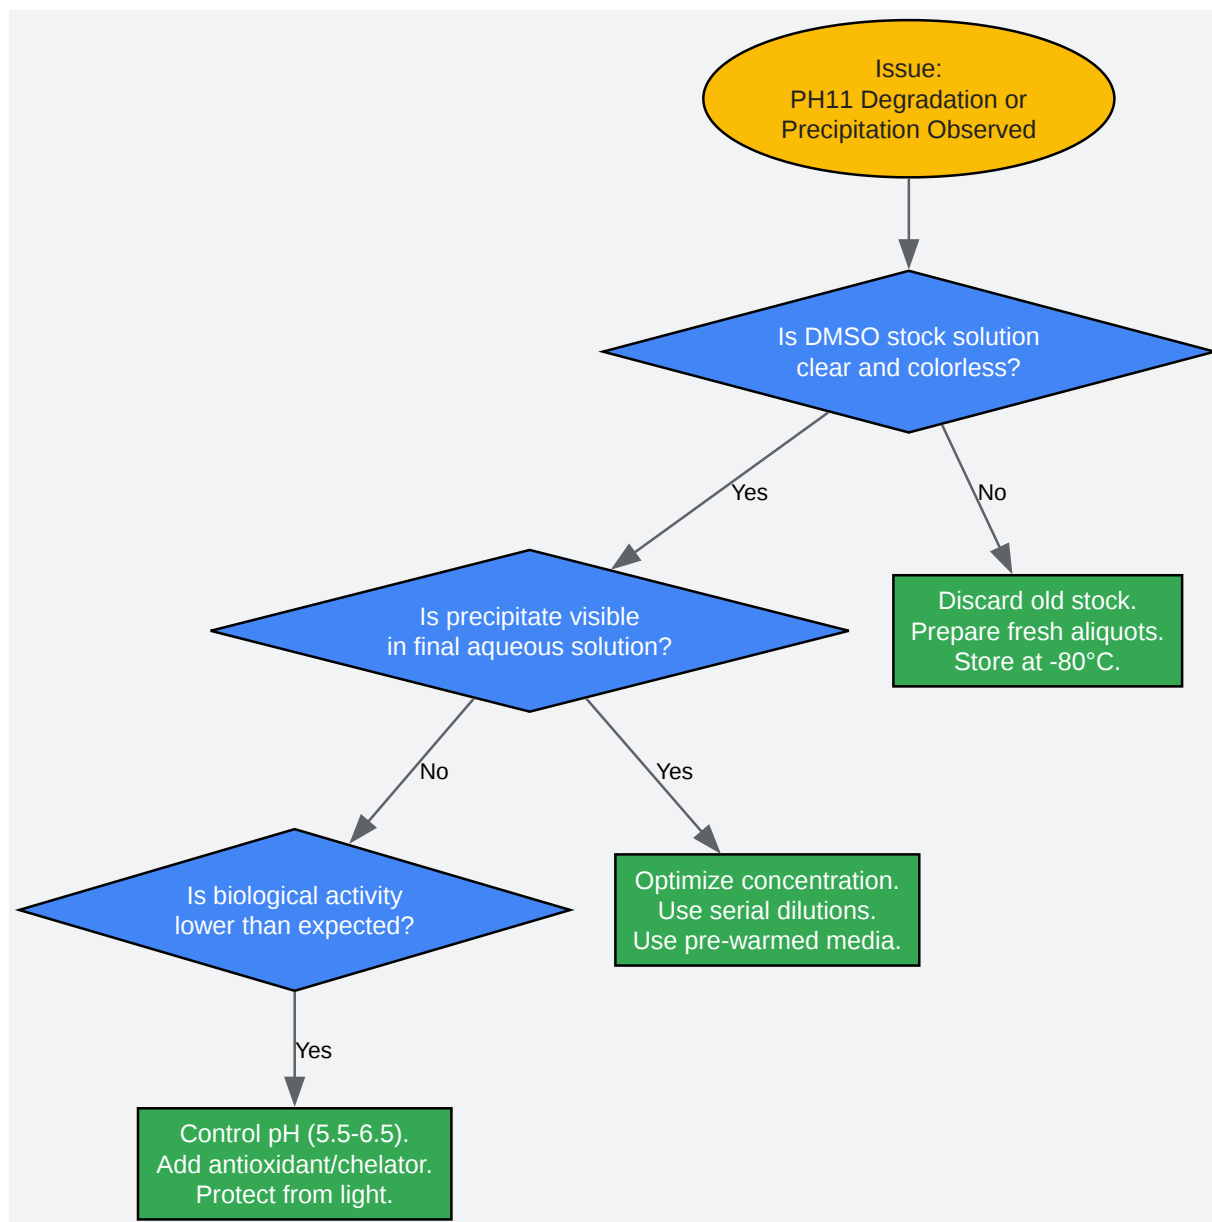 Issue:
PH11 Degradation or
Precipitation Observed
Is DMSO stock solution
clear and colorless?
Yes
No
Is precipitate visible
in final aqueous solution?
Discard old stock.
Prepare fresh aliquots.
Store at -80°C.
No
Yes
Is biological activity
lower than expected?
Optimize concentration.
Use serial dilutions.
Use pre-warmed media.
Yes
Control pH (5.5-6.5).
Add antioxidant/chelator.
Protect from light.